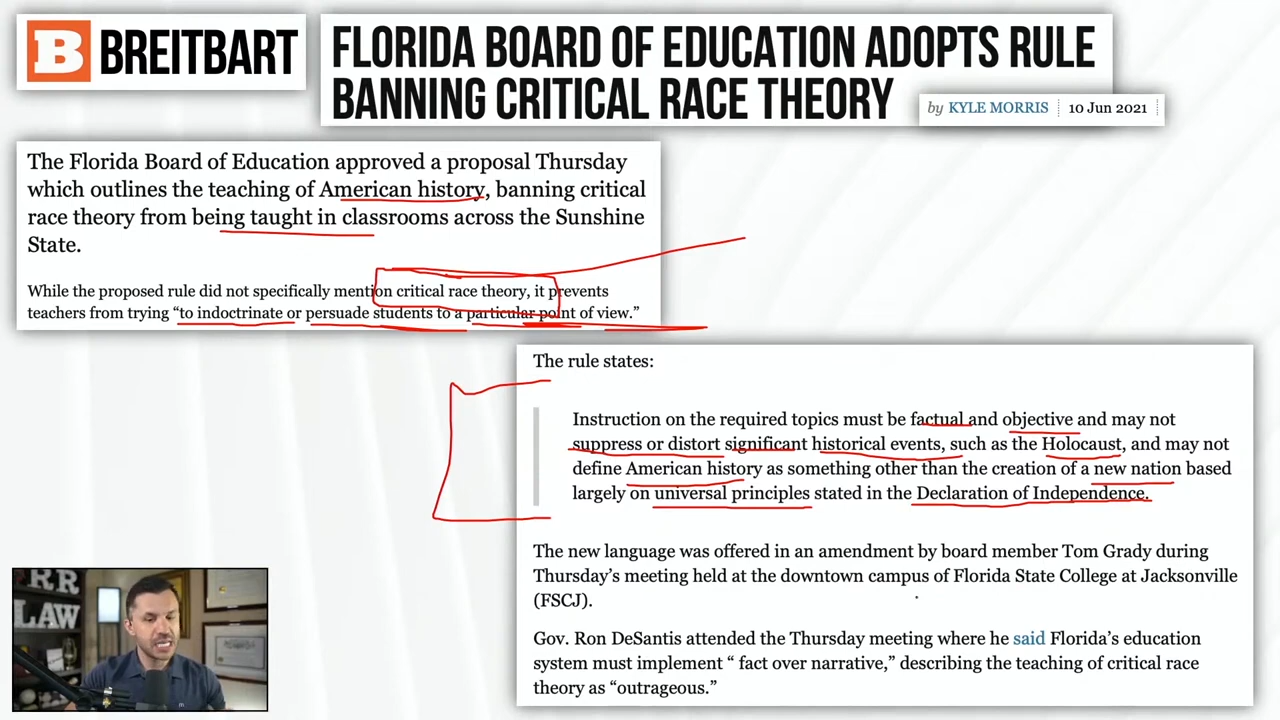 BREITBART
FLORIDA BOARD OF EDUCATION ADOPTS RULE
BANNING CRITICAL RACE THEORY
by KYLE MORRIS 10 Jun 2021
The Florida Board of Education approved a proposal Thursday
which outlines the teaching of American history, banning critical
race theory from being taught in classrooms across the Sunshine
State.
While the proposed rule did not specifically mention critical race theory, it prevents
teachers from trying “to indoctrinate or persuade students to a particular point of view.”
The rule states:
Instruction on the required topics must be factual and objective and may not
suppress or distort significant historical events, such as the Holocaust, and may not
define American history as something other than the creation of a new nation based
largely on universal principles stated in the Declaration of Independence.
The new language was offered in an amendment by board member Tom Grady during
Thursday’s meeting held at the downtown campus of Florida State College at Jacksonville
(FSCJ).
Gov. Ron DeSantis attended the Thursday meeting where he said Florida’s education
system must implement “ fact over narrative,” describing the teaching of critical race
theory as “outrageous.”
RR
LAW